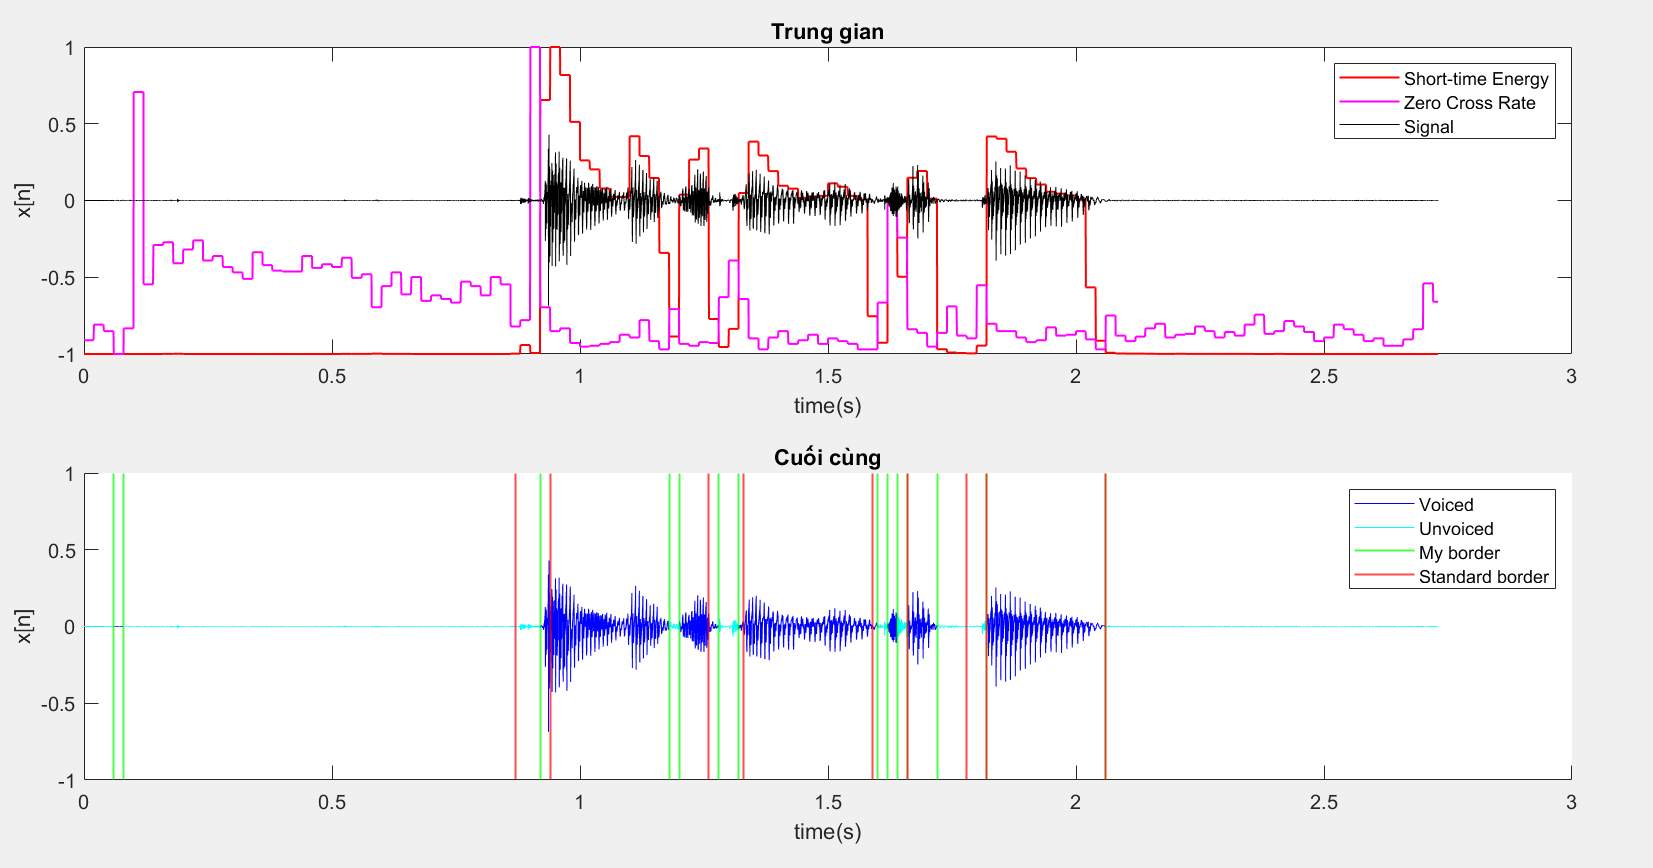 Trung gian
1
0.5
0
-0.5
-1
x[n]
Short-time Energy
Zero Cross Rate
Signal
0 0.5 1 1.5 2 2.5 3
time(s)
Cuối cùng
1
0.5
0
-0.5
-1
x[n]
Voiced
Unvoiced
My border
Standard border
0 0.5 1 1.5 2 2.5 3
time(s)